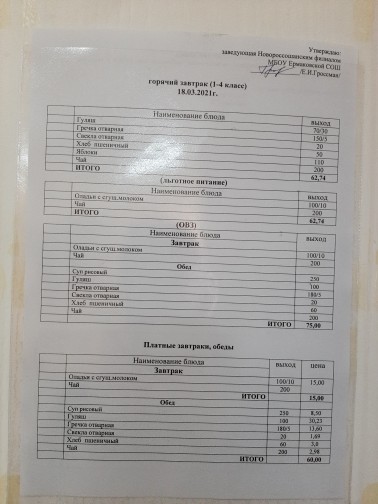 Утверждаю:
заведующая Новороссошинским филиалом
МБОУ Ермаковской СОШ
/Е.И.Гроссман/
горячий завтрак (1-4 класс)
18.03.2021г.
Наименование блюда выход
Гуляш 70/30
Гречка отварная 150/5
Свекла отварная 20
Хлеб пшеничный 50
Яблоки 110
Чай 200
ИТОГО 62,74
(льготное питание)
Наименование блюда выход
Оладьи с сгущ.молоком 100/10
Чай 200
ИТОГО 62,74
(ОВЗ)
Наименование блюда выход
Завтрак
Оладьи с сгущ.молоком 100/10
Чай 200
Обед
Суп рисовый 250
Гуляш 100
Гречка отварная 180/5
Свекла отварная 20
Хлеб пшеничный 60
Чай 200
ИТОГО 75,00
Платные завтраки, обеды
Наименование блюда выход цена
Завтрак
Оладьи с сгущ.молоком 100/10 15,00
Чай 200
ИТОГО 15,00
Обед
Суп рисовый 250 8,50
Гуляш 100 30,23
Гречка отварная 180/5 13,60
Свекла отварная 20 1,69
Хлеб пшеничный 60 3,0
Чай 200 2,98
ИТОГО 60,00